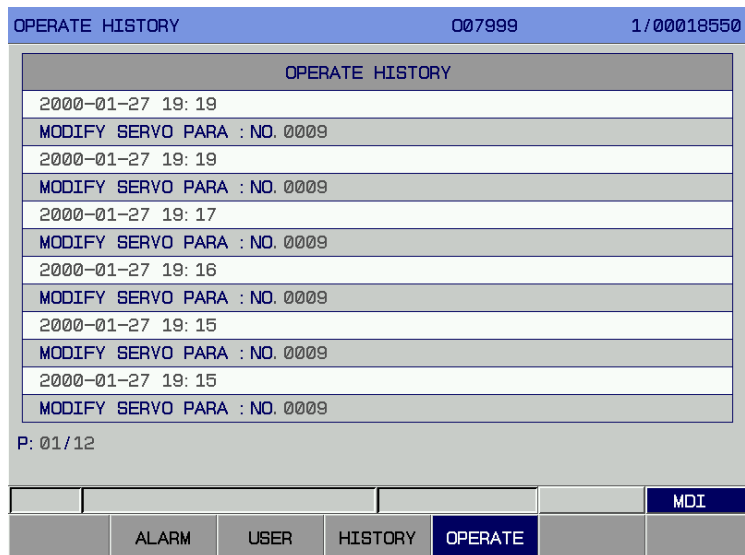 OPERATE HISTORY O07999 1/00018550
OPERATE HISTORY
2000-01-27 19:19
MODIFY SERVO PARA : NO. 0009
2000-01-27 19:19
MODIFY SERVO PARA : NO. 0009
2000-01-27 19:17
MODIFY SERVO PARA : NO. 0009
2000-01-27 19:16
MODIFY SERVO PARA : NO. 0009
2000-01-27 19:15
MODIFY SERVO PARA : NO. 0009
2000-01-27 19:15
MODIFY SERVO PARA : NO. 0009
P: 01/12
MDI
ALARM USER HISTORY OPERATE